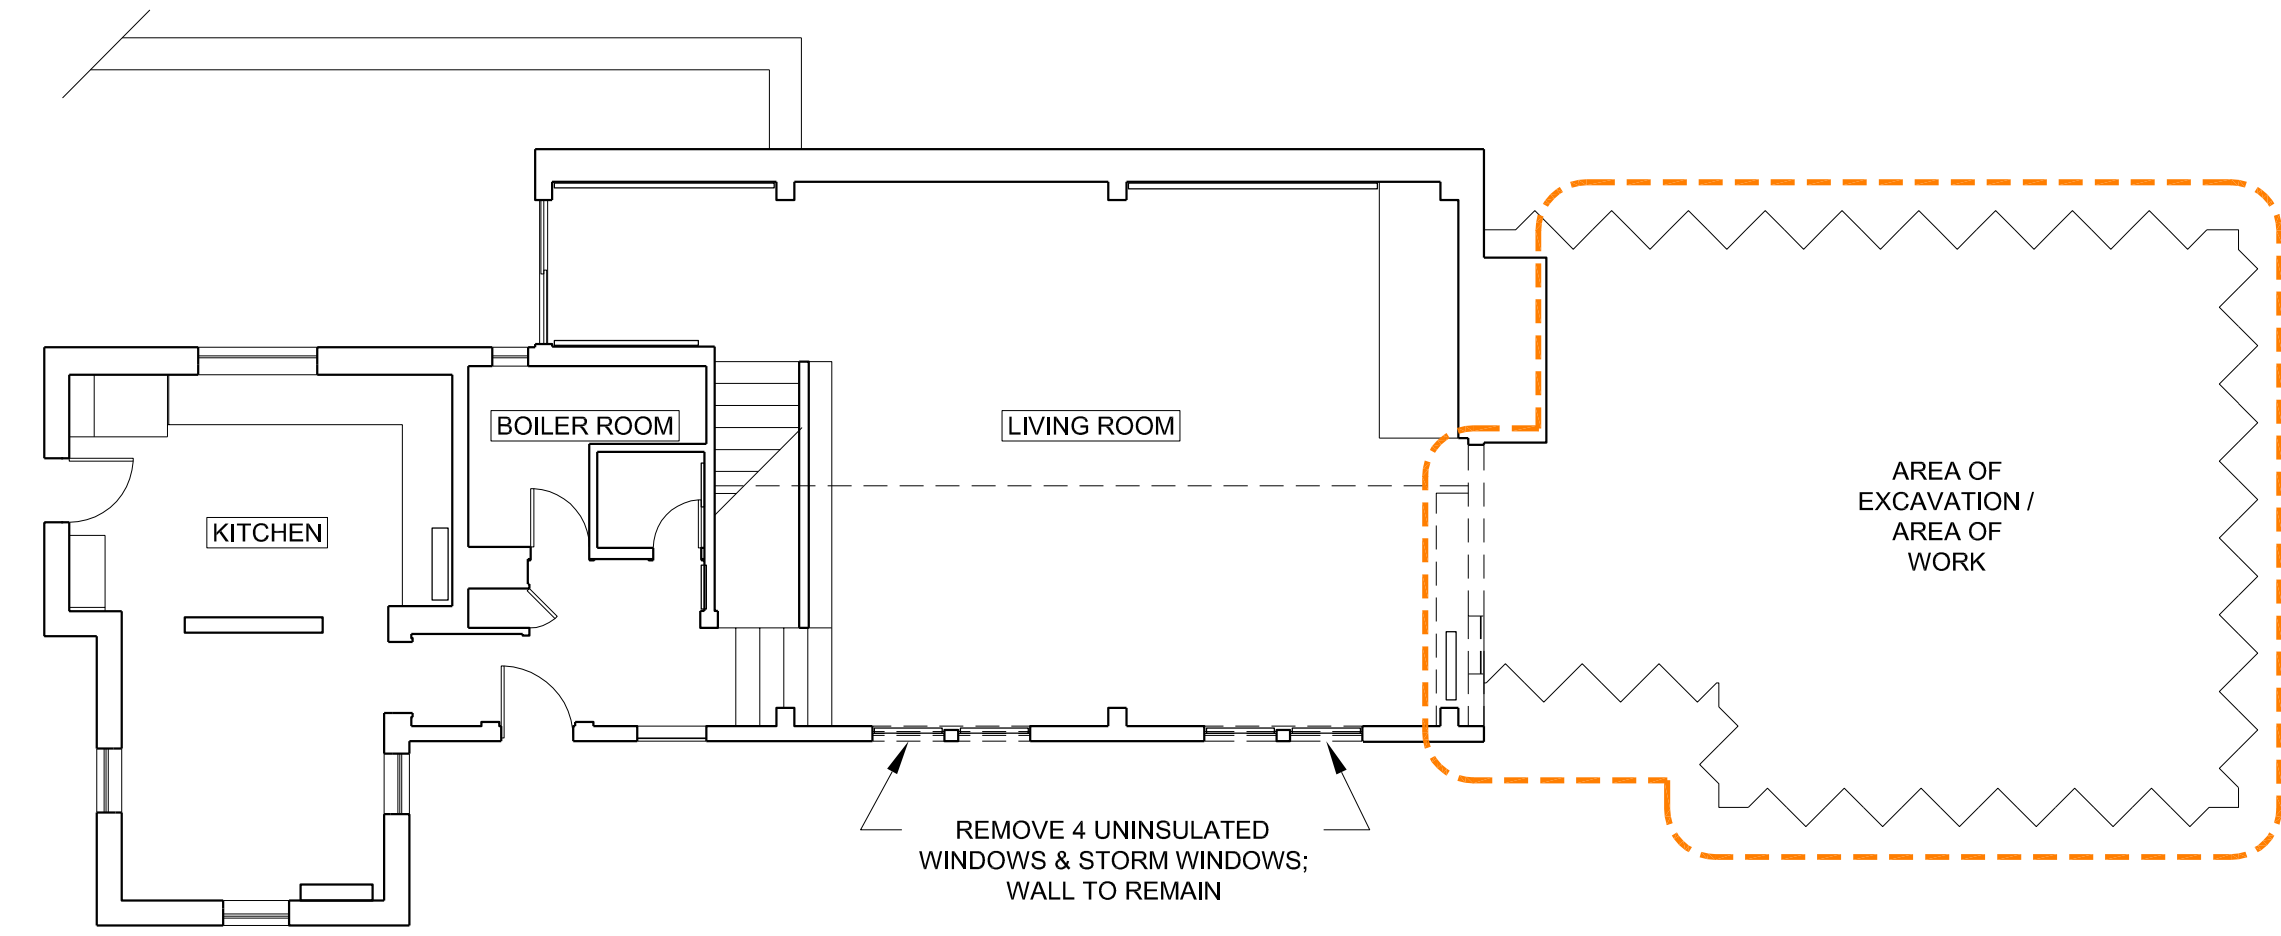 BOILER ROOM
LIVING ROOM
KITCHEN
AREA OF
EXCAVATION /
AREA OF
WORK
REMOVE 4 UNINSULATED
WINDOWS & STORM WINDOWS;
WALL TO REMAIN